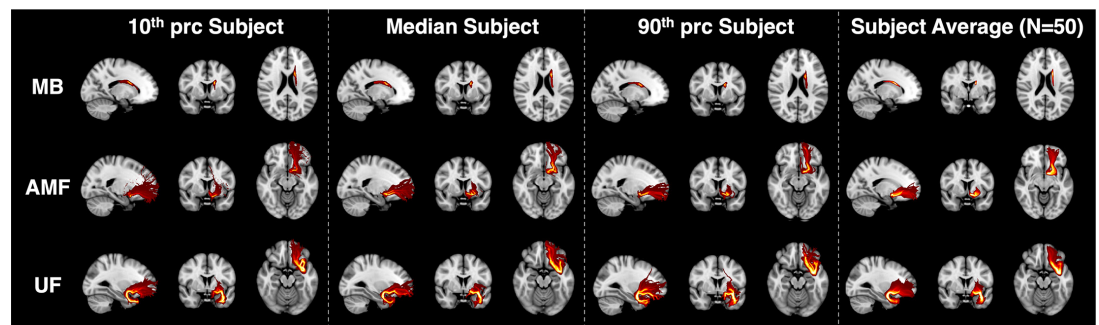 10th prc Subject
Median Subject
90th prc Subject
Subject Average (N=50)
MB
AMF
UF